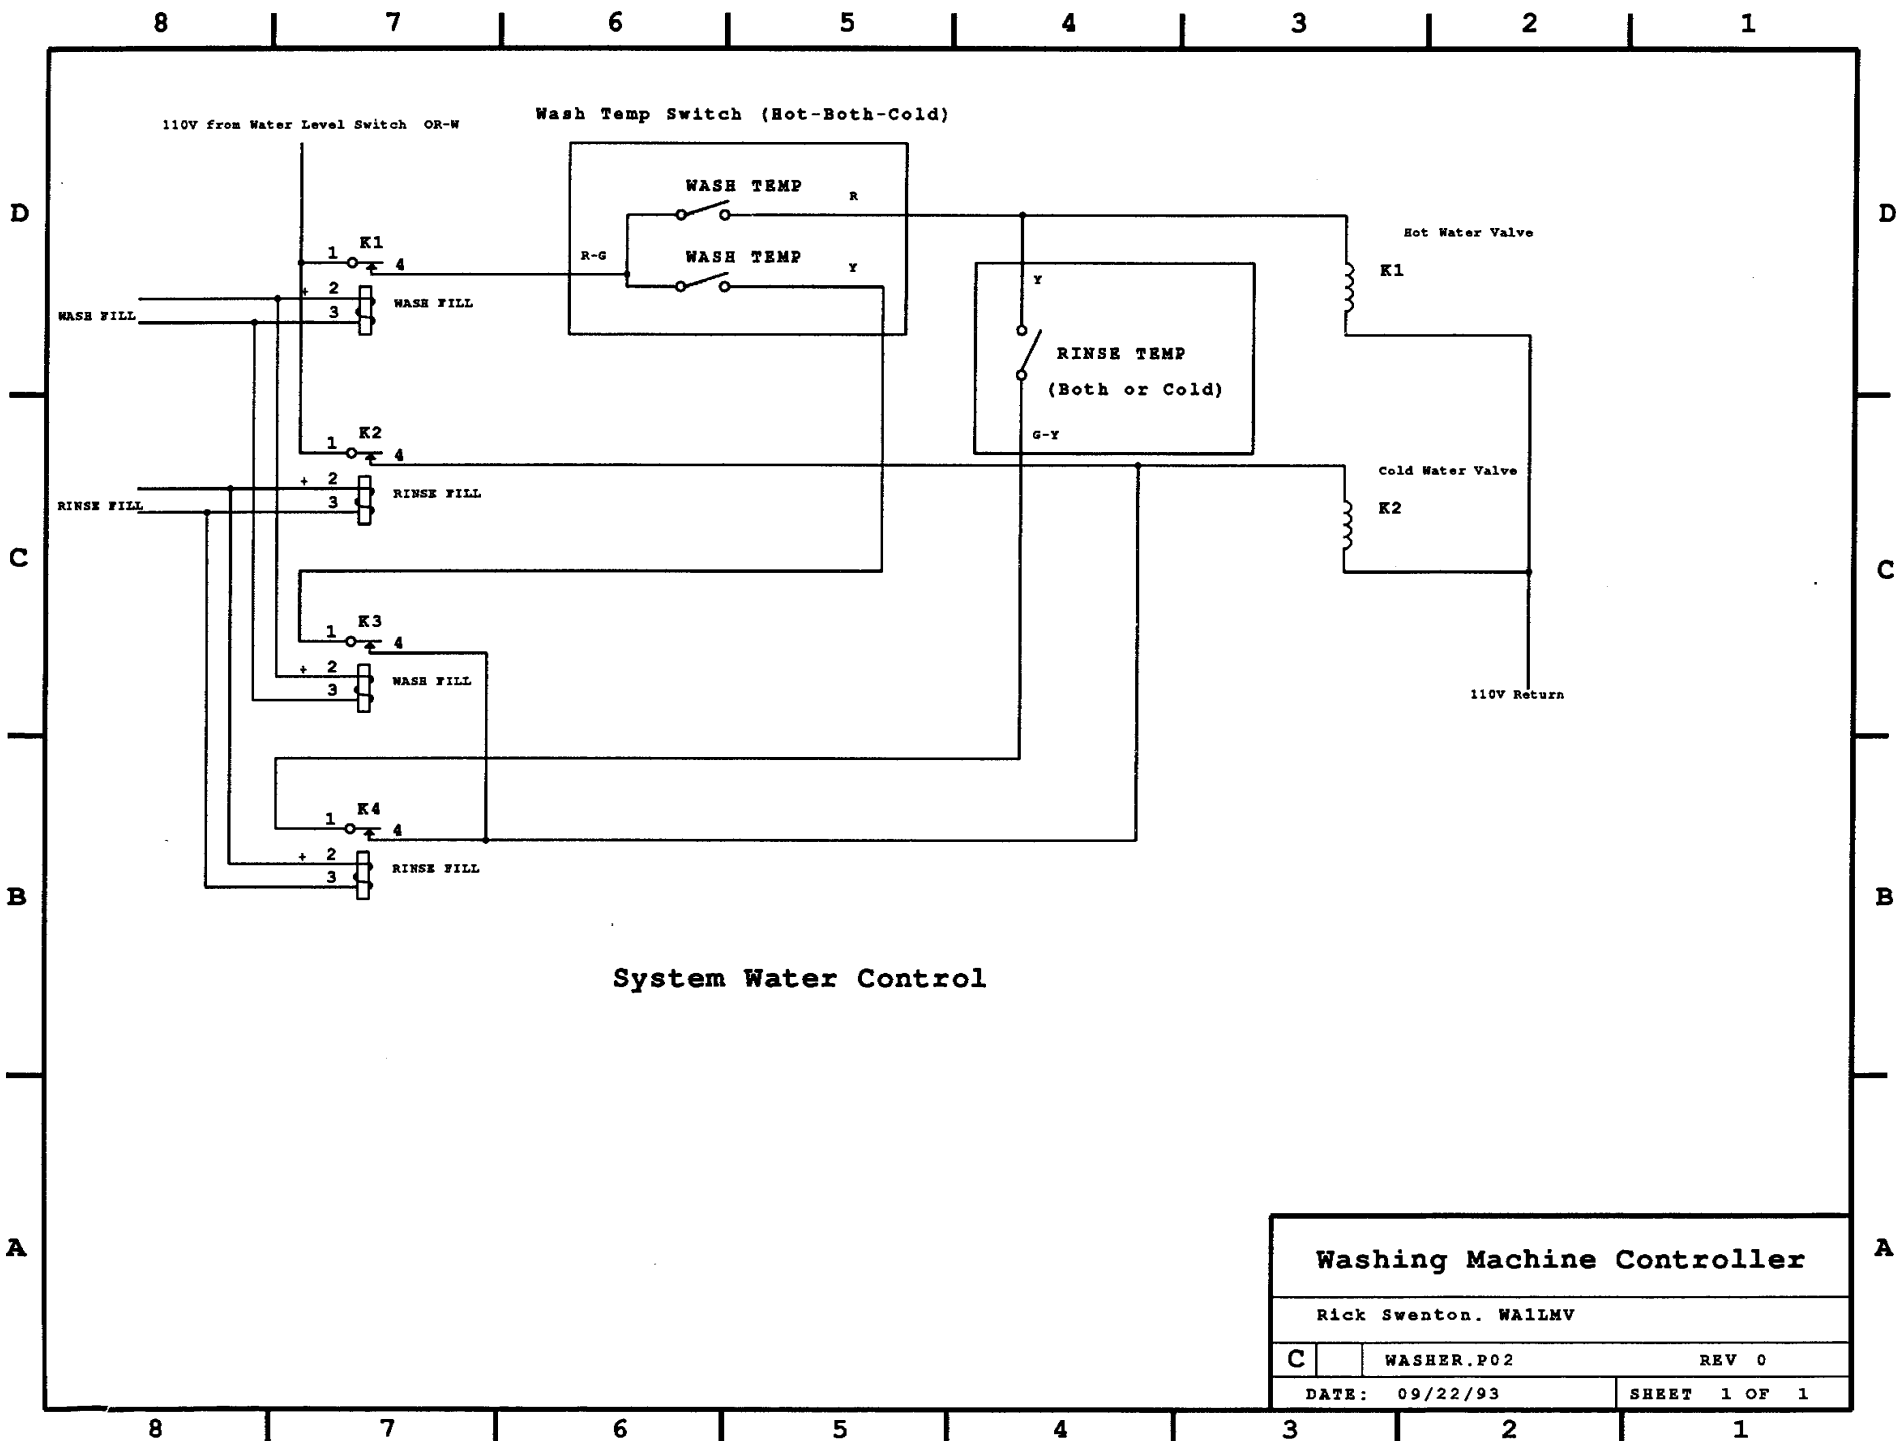 8 7 6 5 4 3 2 1
110V from Water Level Switch OR-W
Wash Temp Switch (Hot-Both-Cold)
WASH TEMP R
D D
Hot Water Valve
K1
1 4
R-G
WASH TEMP Y
K1
Y
+ 2
WASH FILL
3
WASH FILL
RINSE TEMP
(Both or Cold)
K2
1 4
G-Y
Cold Water Valve
+ 2
RINSE FILL
3
RINSE FILL
K2
C C
K3
1 4
+ 2
WASH FILL
3
110V Return
K4
1 4
+ 2
RINSE FILL
3
B B
System Water Control
A A
Washing Machine Controller
Rick Swenton. WA1LMV
C WASHER.P02 REV 0
DATE: 09/22/93 SHEET 1 OF 1
8 7 6 5 4 3 2 1